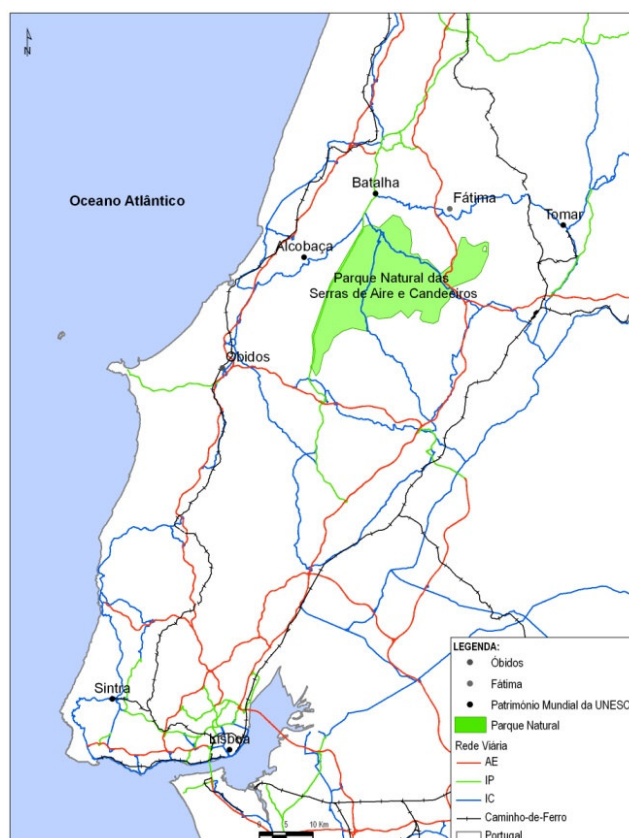 N
Oceano Atlântico
Batalha
Fátima
Tomar
Alcobaça
Parque Natural das
Serras de Aire e Candeeiros
Óbidos
Sintra
Lisboa
LEGENDA:
Óbidos
Fátima
Património Mundial da UNESCO
Parque Natural
Rede Viária
AE
IP
IC
Caminho-de-Ferro
Portugal
0 5 10 Km